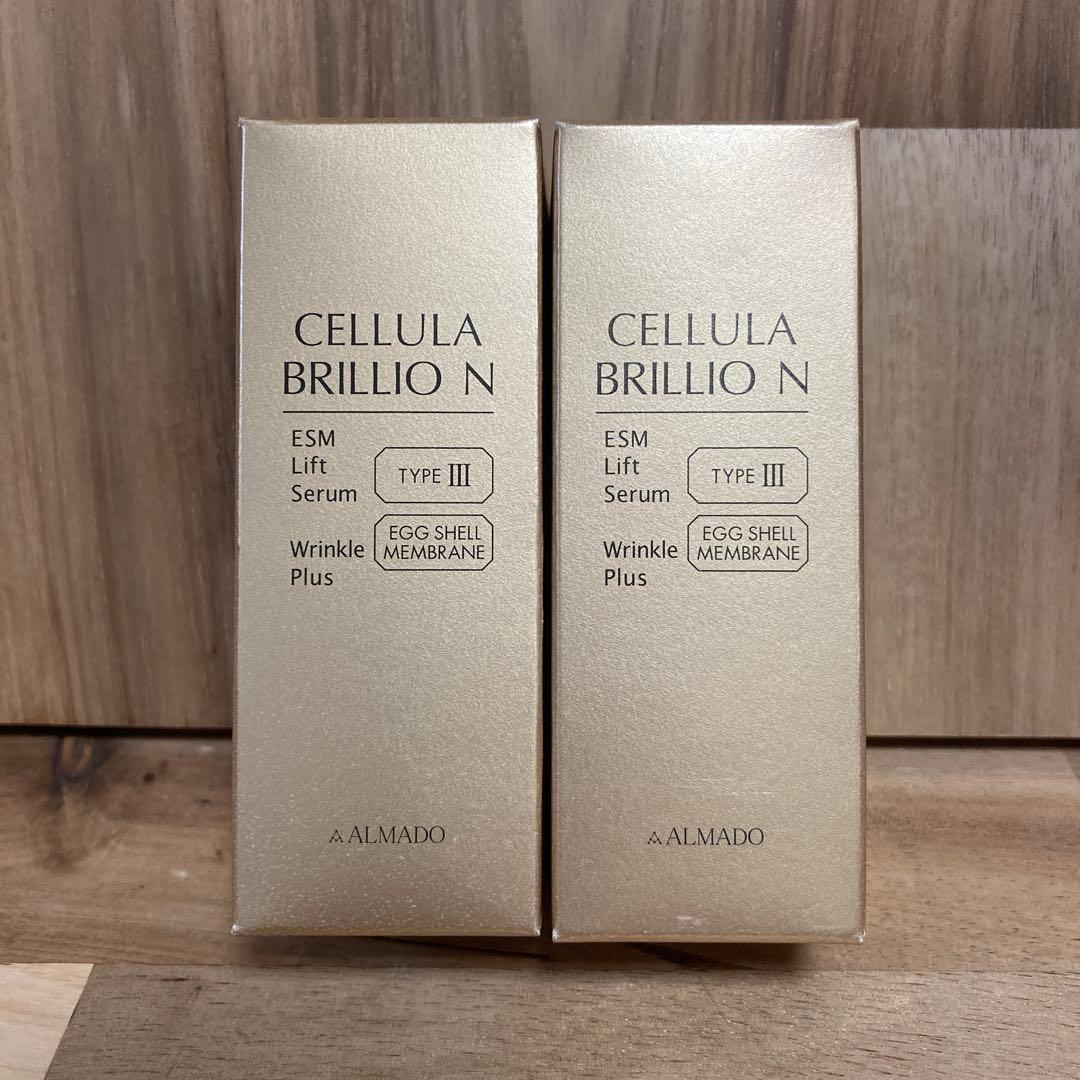 CELLULA
BRILLIO N
ESM
Lift
Serum
TYPE III
Wrinkle
Plus
EGG SHELL
MEMBRANE
ALMADO
CELLULA
BRILLIO N
ESM
Lift
Serum
TYPE III
Wrinkle
Plus
EGG SHELL
MEMBRANE
ALMADO